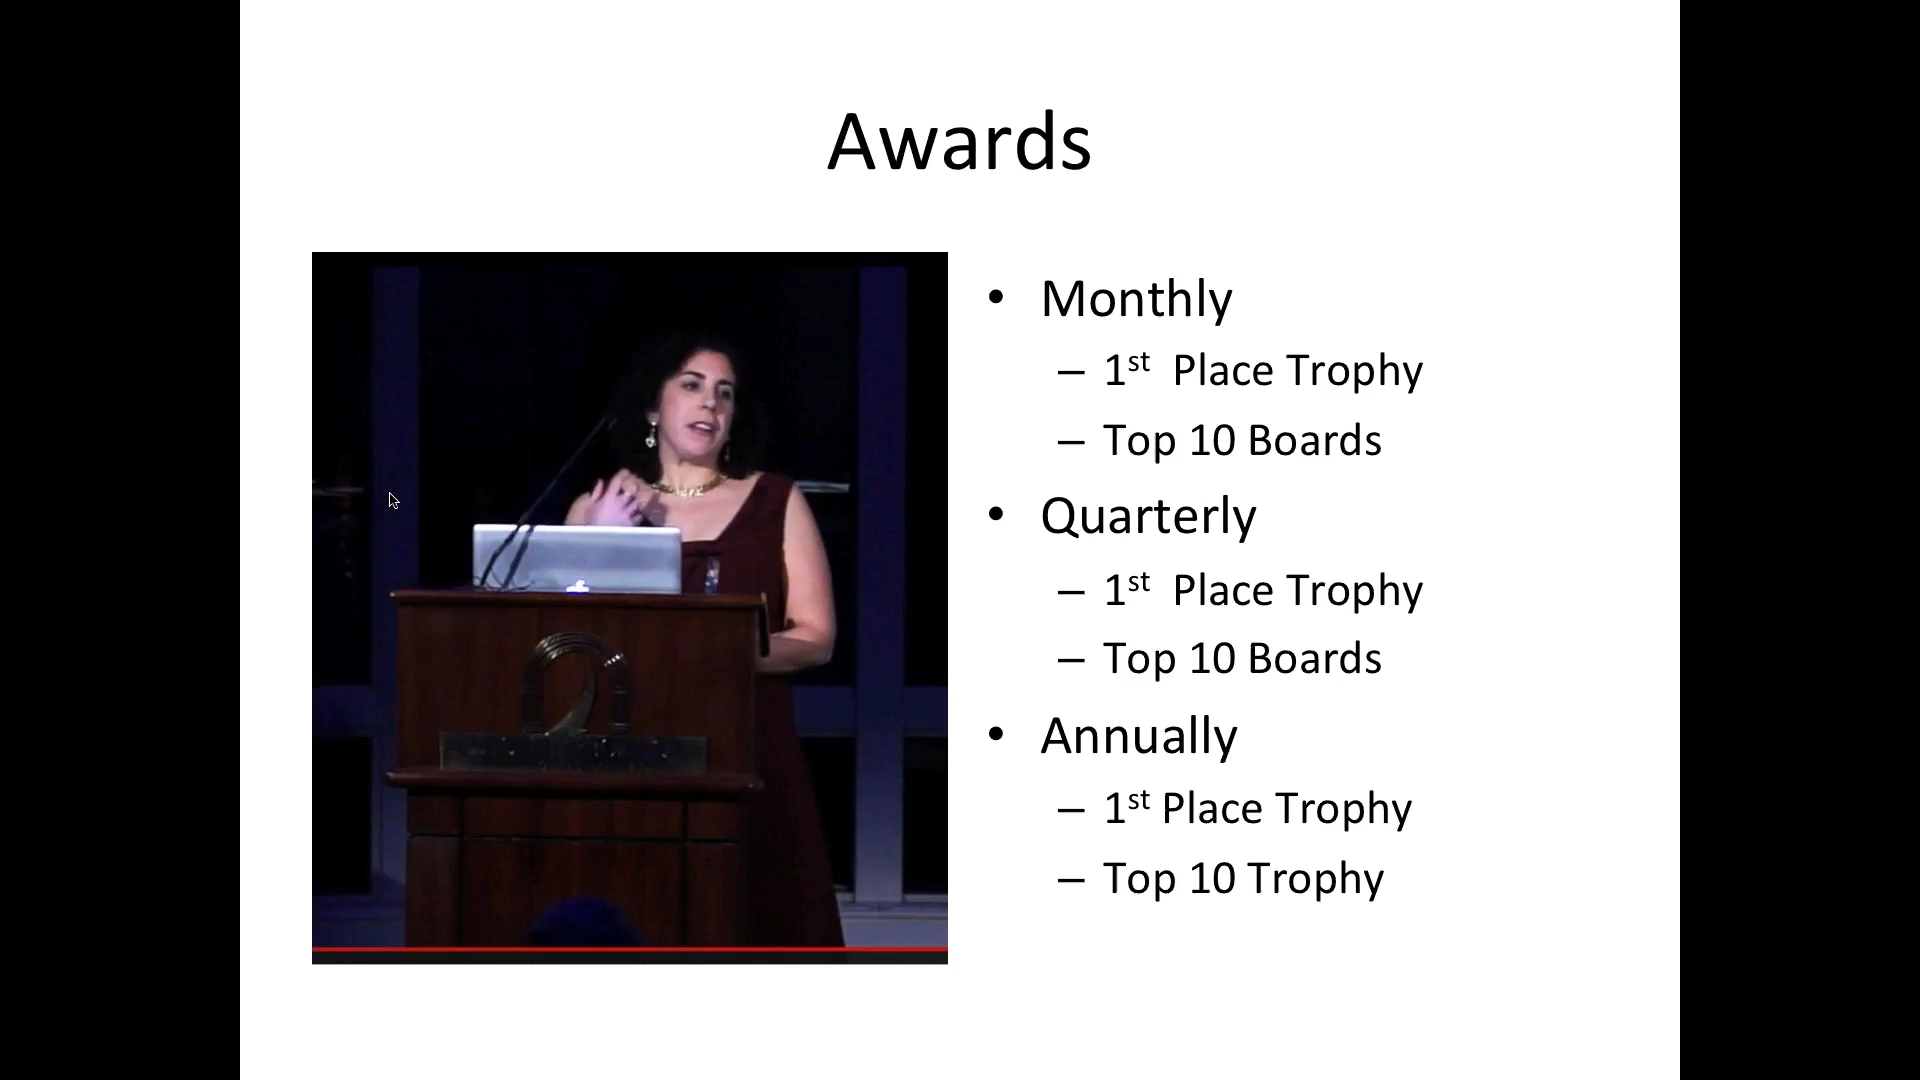 Awards
• Monthly
– 1st Place Trophy
– Top 10 Boards
• Quarterly
– 1st Place Trophy
– Top 10 Boards
• Annually
– 1st Place Trophy
– Top 10 Trophy